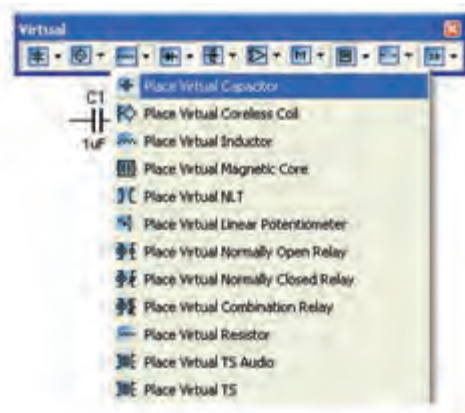 Virtual
Place Virtual Capacitor
C1
1uF
Place Virtual Coreless Coil
Place Virtual Inductor
Place Virtual Magnetic Core
Place Virtual NLT
Place Virtual Linear Potentiometer
Place Virtual Normally Open Relay
Place Virtual Normally Closed Relay
Place Virtual Combination Relay
Place Virtual Resistor
Place Virtual TS Audio
Place Virtual TS